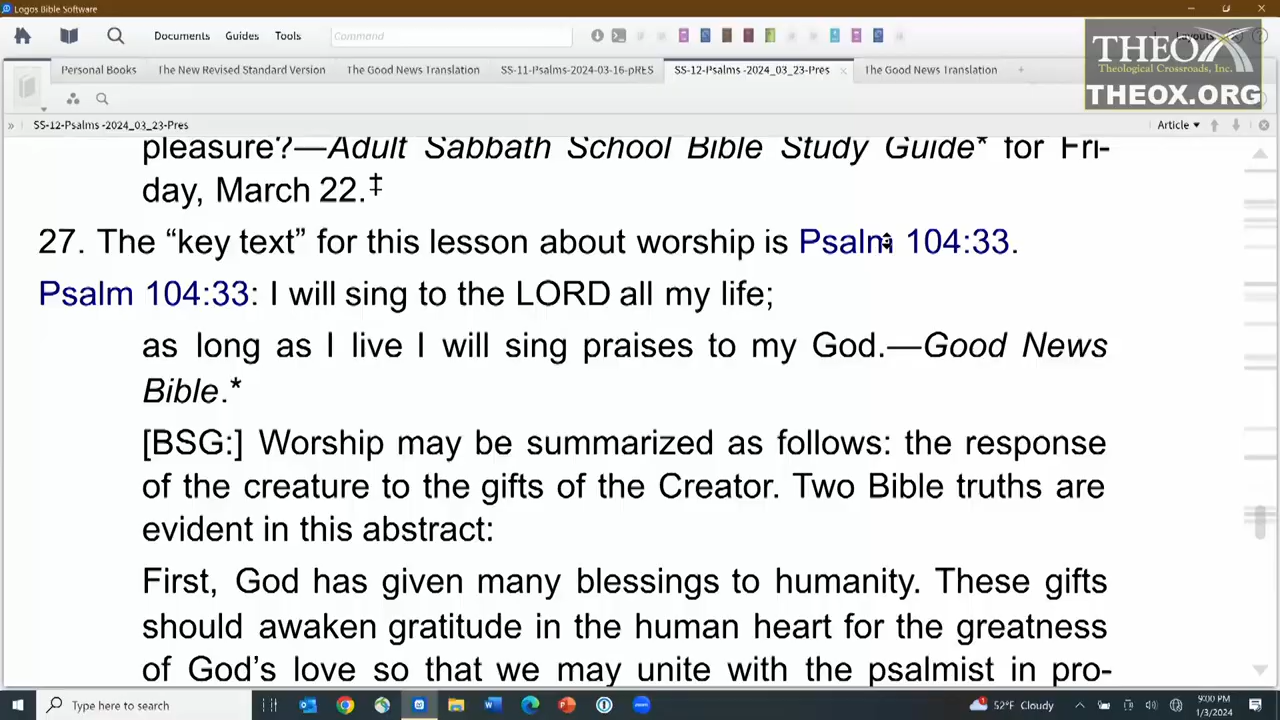 Logos Bible Software
Documents Guides Tools Command Layouts
THEOX
Theological Crossroads, Inc.
THEOX.ORG
Personal Books The New Revised Standard Version The Good News Translation S 11-Psalms-2024-03-16-pRES SS-12-Psalms -2024_03_23-Pres The Good News Translation
» SS-12-Psalms -2024_03_23-Pres Article
pleasure?—Adult Sabbath School Bible Study Guide* for Fri-
day, March 22.‡
27. The “key text” for this lesson about worship is Psalm 104:33.
Psalm 104:33: I will sing to the LORD all my life;
as long as I live I will sing praises to my God.—Good News
Bible.*
[BSG:] Worship may be summarized as follows: the response
of the creature to the gifts of the Creator. Two Bible truths are
evident in this abstract:
First, God has given many blessings to humanity. These gifts
should awaken gratitude in the human heart for the greatness
of God’s love so that we may unite with the psalmist in pro-
Type here to search 52°F Cloudy 9:00 PM
1/3/2024